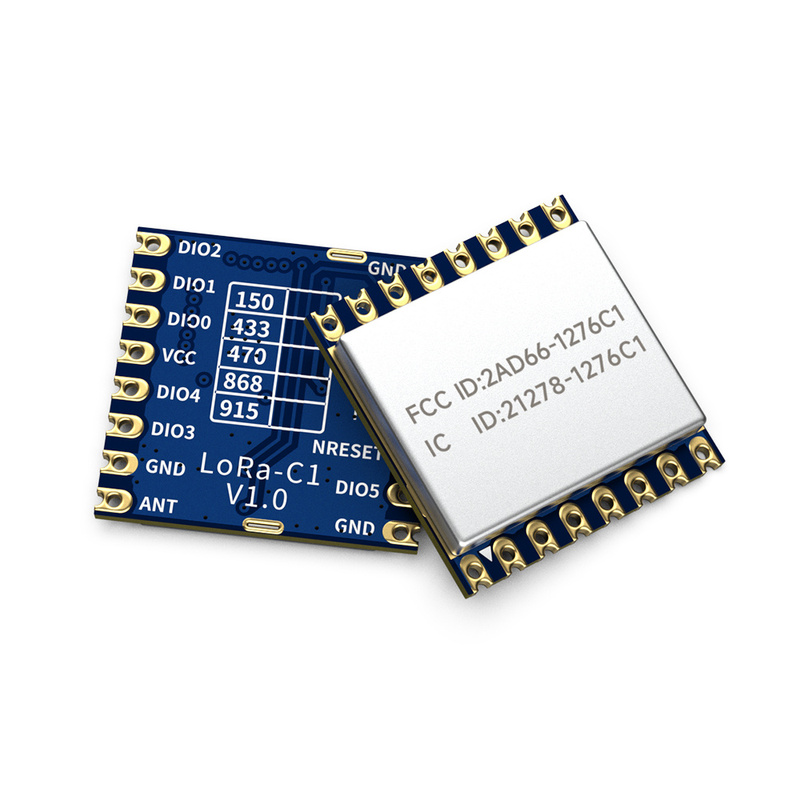 DIO2
DIO1
DIO0
VCC
DIO4
DIO3
GND
ANT
150
433
470
868
915
GND
NRESET
DIO5
GND
LoRa-C1
V1.0
FCC ID:2AD66-1276C1
IC ID:21278-1276C1